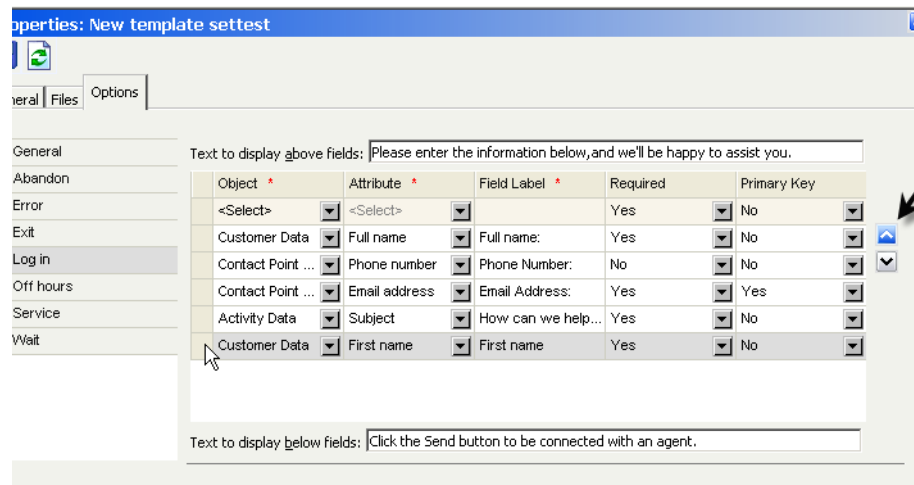 operties: New template settest
neral Files Options
General
Abandon
Error
Exit
Log in
Off hours
Service
Wait
Text to display above fields: Please enter the information below,and we'll be happy to assist you.
Object * Attribute * Field Label * Required Primary Key
<Select> <Select> Yes No
Customer Data Full name Full name: Yes No
Contact Point ... Phone number Phone Number: No No
Contact Point ... Email address Email Address: Yes Yes
Activity Data Subject How can we help... Yes No
Customer Data First name First name Yes No
Text to display below fields: Click the Send button to be connected with an agent.